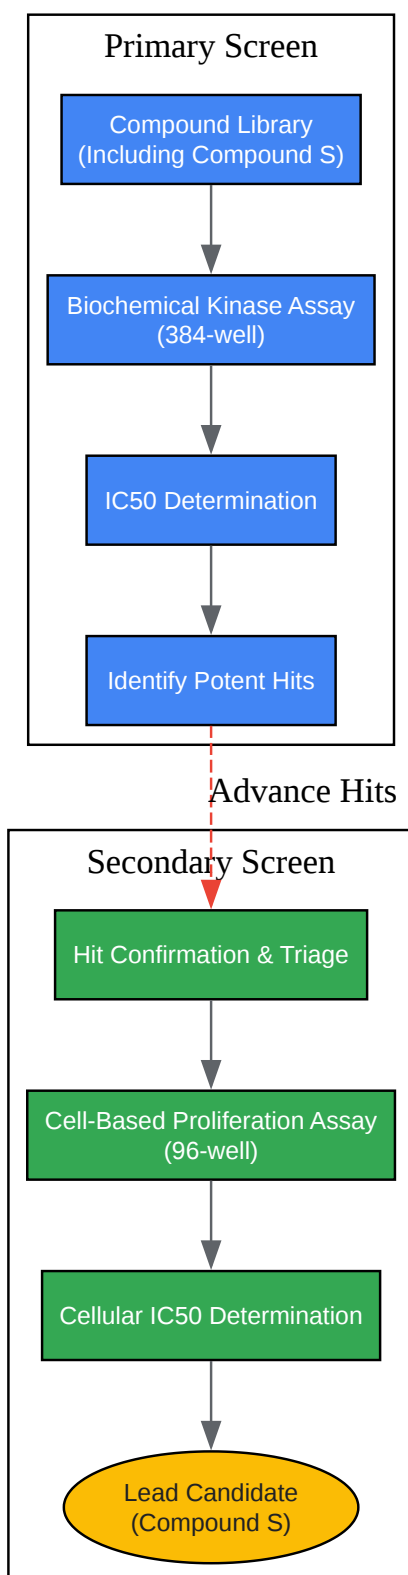 Primary Screen
Compound Library
(Including Compound S)
Biochemical Kinase Assay
(384-well)
IC50 Determination
Identify Potent Hits
Advance Hits
Secondary Screen
Hit Confirmation & Triage
Cell-Based Proliferation Assay
(96-well)
Cellular IC50 Determination
Lead Candidate
(Compound S)